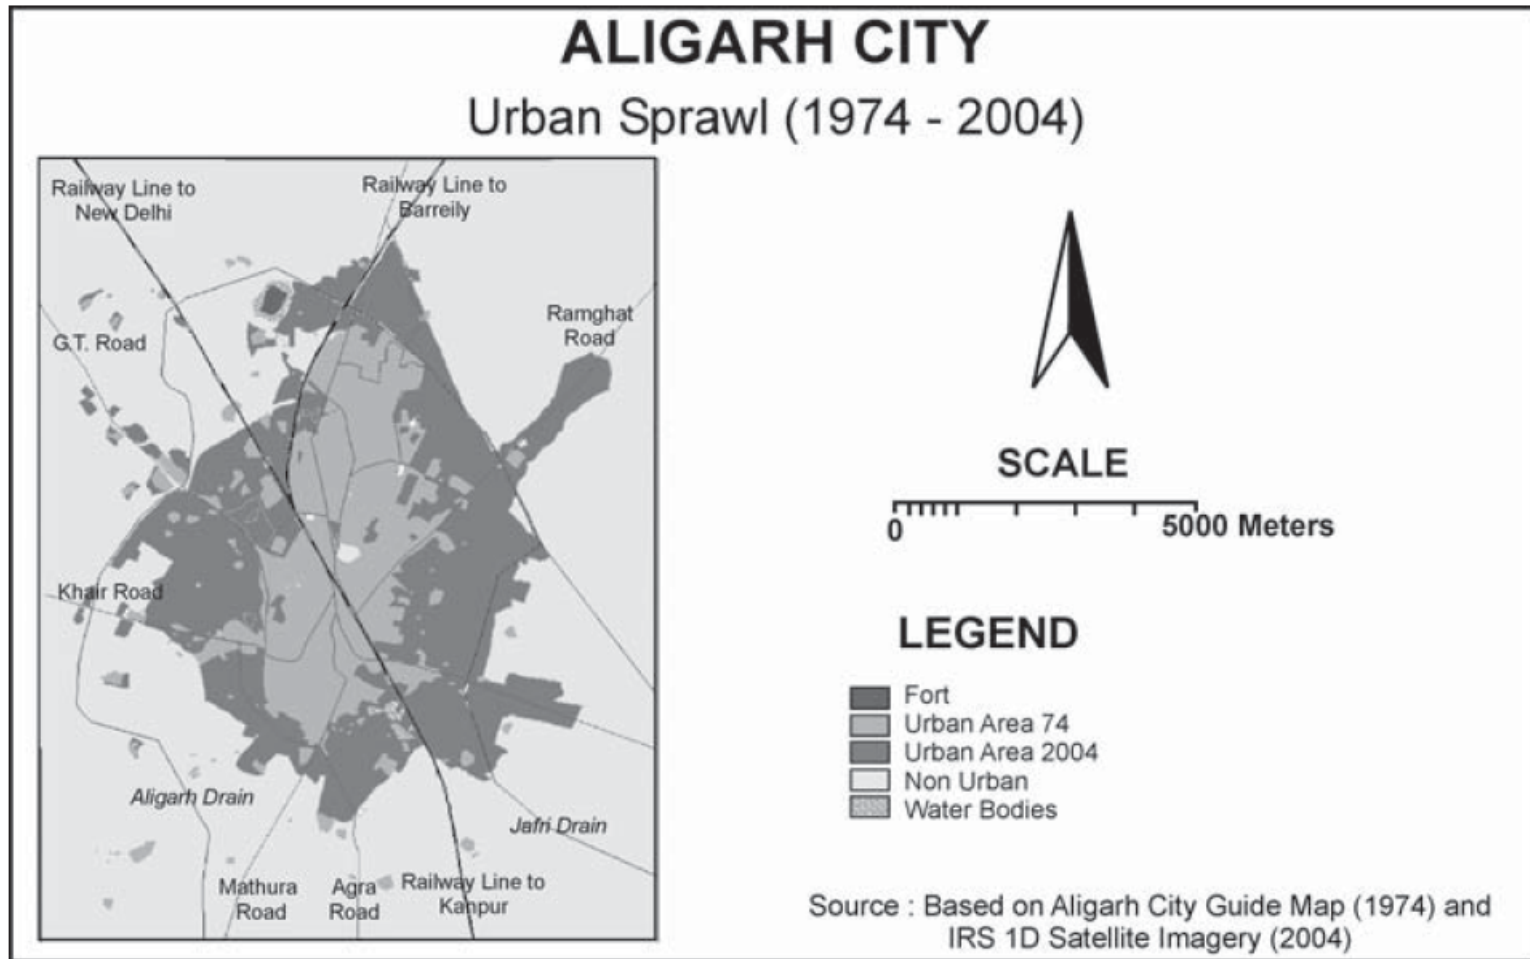 ALIGARH CITY
Urban Sprawl (1974 - 2004)
Railway Line to
New Delhi
Railway Line to
Barreily
Ramghat
Road
G.T. Road
Khair Road
Aligarh Drain
Jafri Drain
Mathura
Road
Agra
Road
Railway Line to
Kanpur
SCALE
0
5000 Meters
LEGEND
Fort
Urban Area 74
Urban Area 2004
Non Urban
Water Bodies
Source : Based on Aligarh City Guide Map (1974) and
IRS 1D Satellite Imagery (2004)